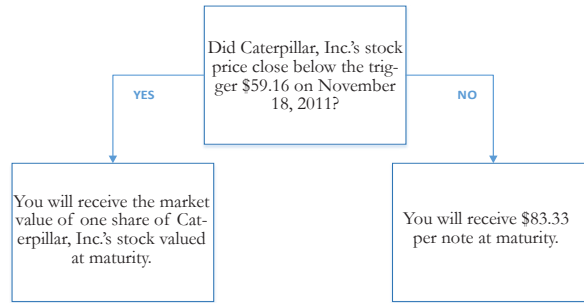 Did Caterpillar, Inc.'s stock
price close below the trig-
ger $59.16 on November
18, 2011?
YES
NO
You will receive the market
value of one share of Cat-
erpillar, Inc.'s stock valued
at maturity.
You will receive $83.33
per note at maturity.